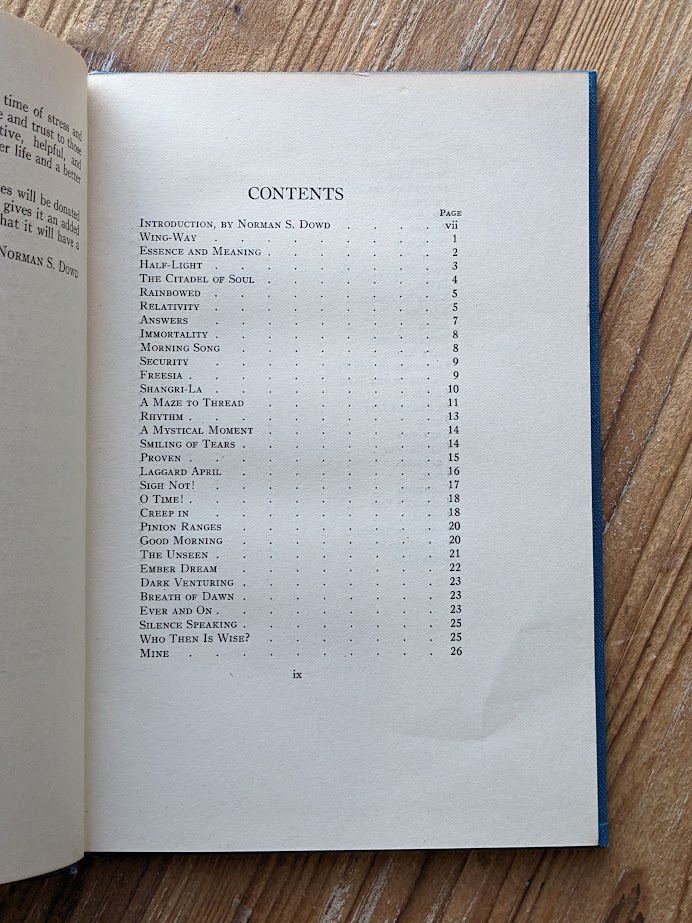 time of stress and
and trust to those
tive, helpful, and
er life and a better
es will be donated
gives it an added
hat it will have a
NORMAN S. DOWD
CONTENTS
PAGE
INTRODUCTION, BY NORMAN S. DOWD . . . . vii
WING-WAY . . . . . . . . . 1
ESSENCE AND MEANING . . . . . . . 2
HALF-LIGHT . . . . . . . . . 3
THE CITADEL OF SOUL . . . . . . . 4
RAINBOWED . . . . . . . . . 5
RELATIVITY . . . . . . . . . 5
ANSWERS . . . . . . . . . 7
IMMORTALITY . . . . . . . . . 8
MORNING SONG . . . . . . . . 8
SECURITY . . . . . . . . . 9
FREESIA . . . . . . . . . . 9
SHANGRI-LA . . . . . . . . . 10
A MAZE TO THREAD . . . . . . . 11
RHYTHM . . . . . . . . . . 13
A MYSTICAL MOMENT . . . . . . . 14
SMILING OF TEARS . . . . . . . . 14
PROVEN . . . . . . . . . . 15
LAGGARD APRIL . . . . . . . . 16
SIGH NOT! . . . . . . . . . 17
O TIME! . . . . . . . . . . 18
CREEP IN . . . . . . . . . 18
PINION RANGES . . . . . . . . 20
GOOD MORNING . . . . . . . . 20
THE UNSEEN . . . . . . . . . 21
EMBER DREAM . . . . . . . . 22
DARK VENTURING . . . . . . . . 23
BREATH OF DAWN . . . . . . . . 23
EVER AND ON . . . . . . . . . 23
SILENCE SPEAKING . . . . . . . . 25
WHO THEN IS WISE? . . . . . . . 25
MINE . . . . . . . . . . 26
ix